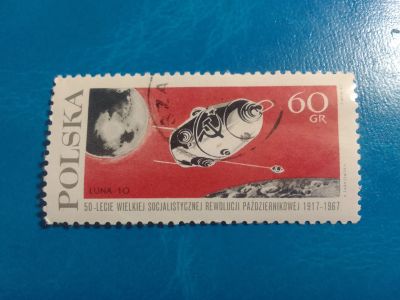 POLSKA
60
GR
LUNA-10
50-LECIE WIELKIEJ SOCJALISTYCZNEJ REWOLUCJI PAŹDZIERNIKOWEJ 1917-1967